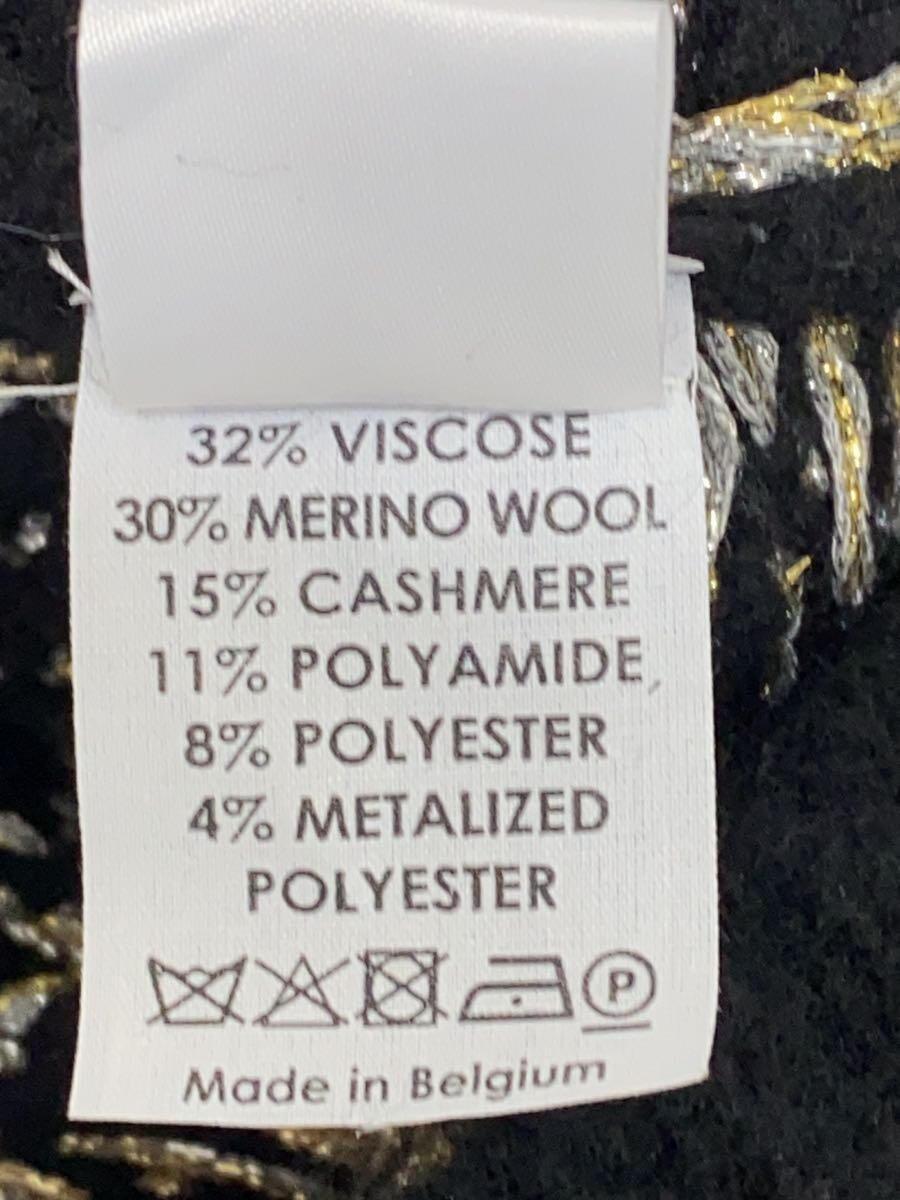 32% VISCOSE
30% MERINO WOOL
15% CASHMERE
11% POLYAMIDE,
8% POLYESTER
4% METALIZED
POLYESTER
P
Made in Belgium